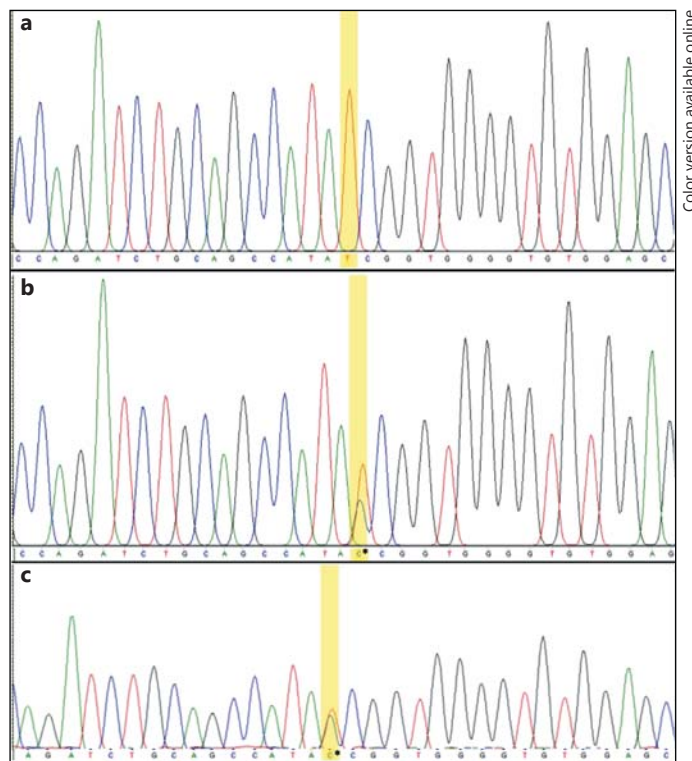 Color version available online
a
C C A G A T C T G C A G C C A T A T C G G T G G G G T G T G G A G C
b
C C A G A T C T G C A G C C A T A • C G G T G G G G T G T G G A G
c
A G A T C T G C A G C C A T A • C G G T G G G G T G T G G A G C